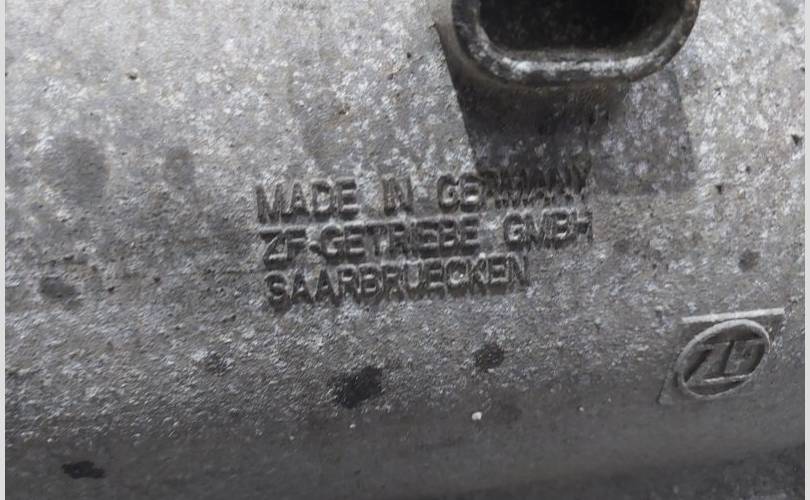 MADE IN GERMANY
ZF-GETRIEBE GMBH
SAARBRUECKEN
ZF